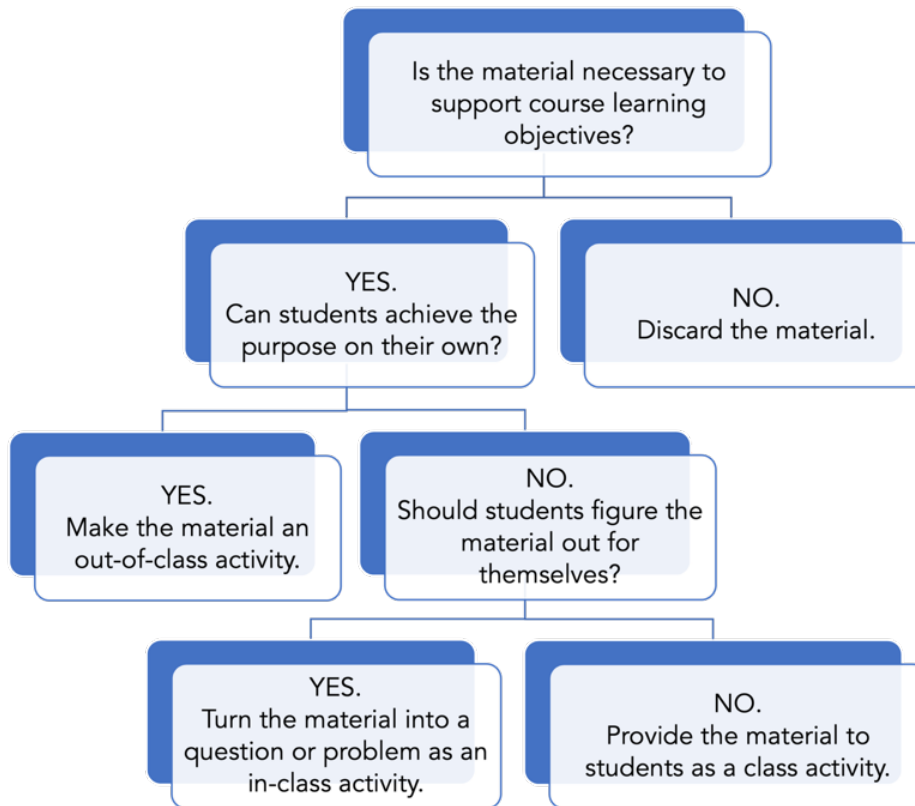 Is the material necessary to
support course learning
objectives?
YES.
Can students achieve the
purpose on their own?
NO.
Discard the material.
YES.
Make the material an
out-of-class activity.
NO.
Should students figure the
material out for
themselves?
YES.
Turn the material into a
question or problem as an
in-class activity.
NO.
Provide the material to
students as a class activity.